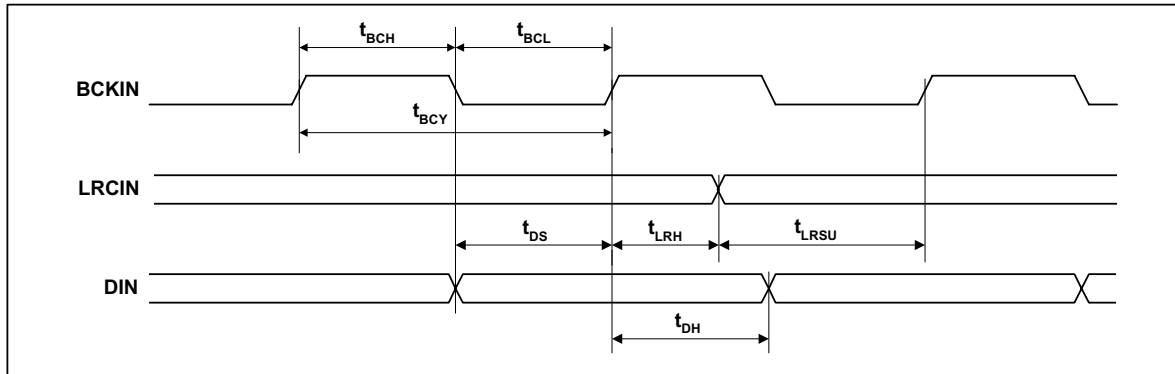 tBCH tBCL
BCKIN
tBCY
LRCIN
tDS tLRH tLRSU
DIN
tDH